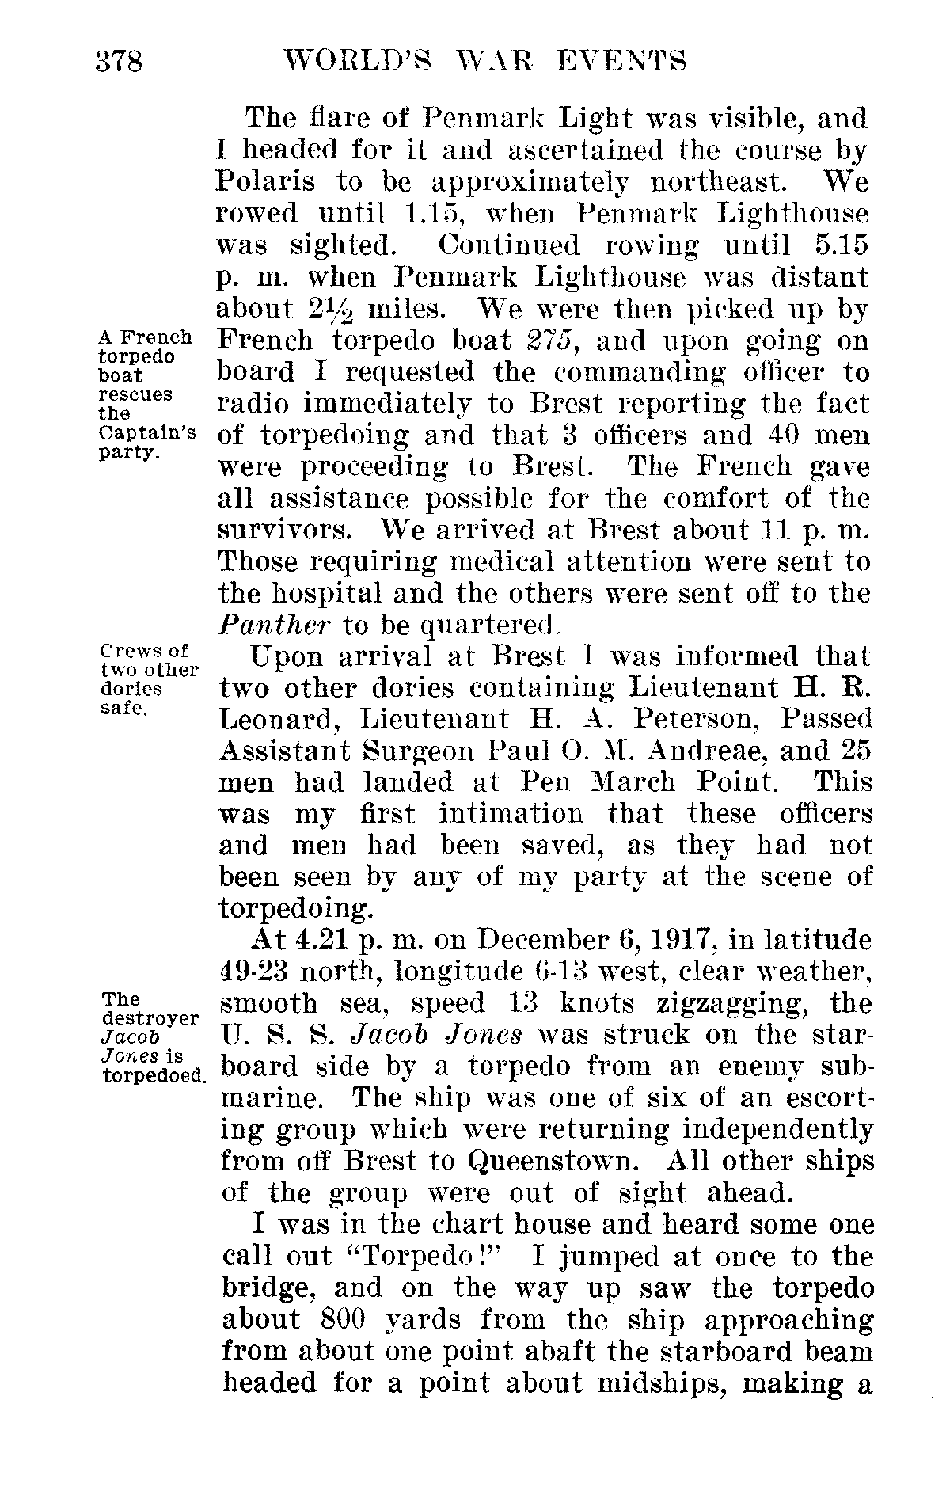 378 WORLD'S WAR EVENTS
The flare of Penmark Light was visible, and
I headed for it and ascertained the course by
Polaris to be approximately northeast. We
rowed until 1.15, when Penmark Lighthouse
was sighted. Continued rowing until 5.15
p. m. when Penmark Lighthouse was distant
about 2½ miles. We were then picked up by
A French
torpedo
boat
rescues
the
Captain's
party.
French torpedo boat 275, and upon going on
board I requested the commanding officer to
radio immediately to Brest reporting the fact
of torpedoing and that 3 officers and 40 men
were proceeding to Brest. The French gave
all assistance possible for the comfort of the
survivors. We arrived at Brest about 11 p. m.
Those requiring medical attention were sent to
the hospital and the others were sent off to the
Panther to be quartered.
Crews of
two other
dories
safe.
Upon arrival at Brest I was informed that
two other dories containing Lieutenant H. R.
Leonard, Lieutenant H. A. Peterson, Passed
Assistant Surgeon Paul O. M. Andreae, and 25
men had landed at Pen March Point. This
was my first intimation that these officers
and men had been saved, as they had not
been seen by any of my party at the scene of
torpedoing.
At 4.21 p. m. on December 6, 1917, in latitude
49-23 north, longitude 6-13 west, clear weather,
The
destroyer
Jacob
Jones is
torpedoed.
smooth sea, speed 13 knots zigzagging, the
U. S. S. Jacob Jones was struck on the star-
board side by a torpedo from an enemy sub-
marine. The ship was one of six of an escort-
ing group which were returning independently
from off Brest to Queenstown. All other ships
of the group were out of sight ahead.
I was in the chart house and heard some one
call out "Torpedo!" I jumped at once to the
bridge, and on the way up saw the torpedo
about 800 yards from the ship approaching
from about one point abaft the starboard beam
headed for a point about midships, making a